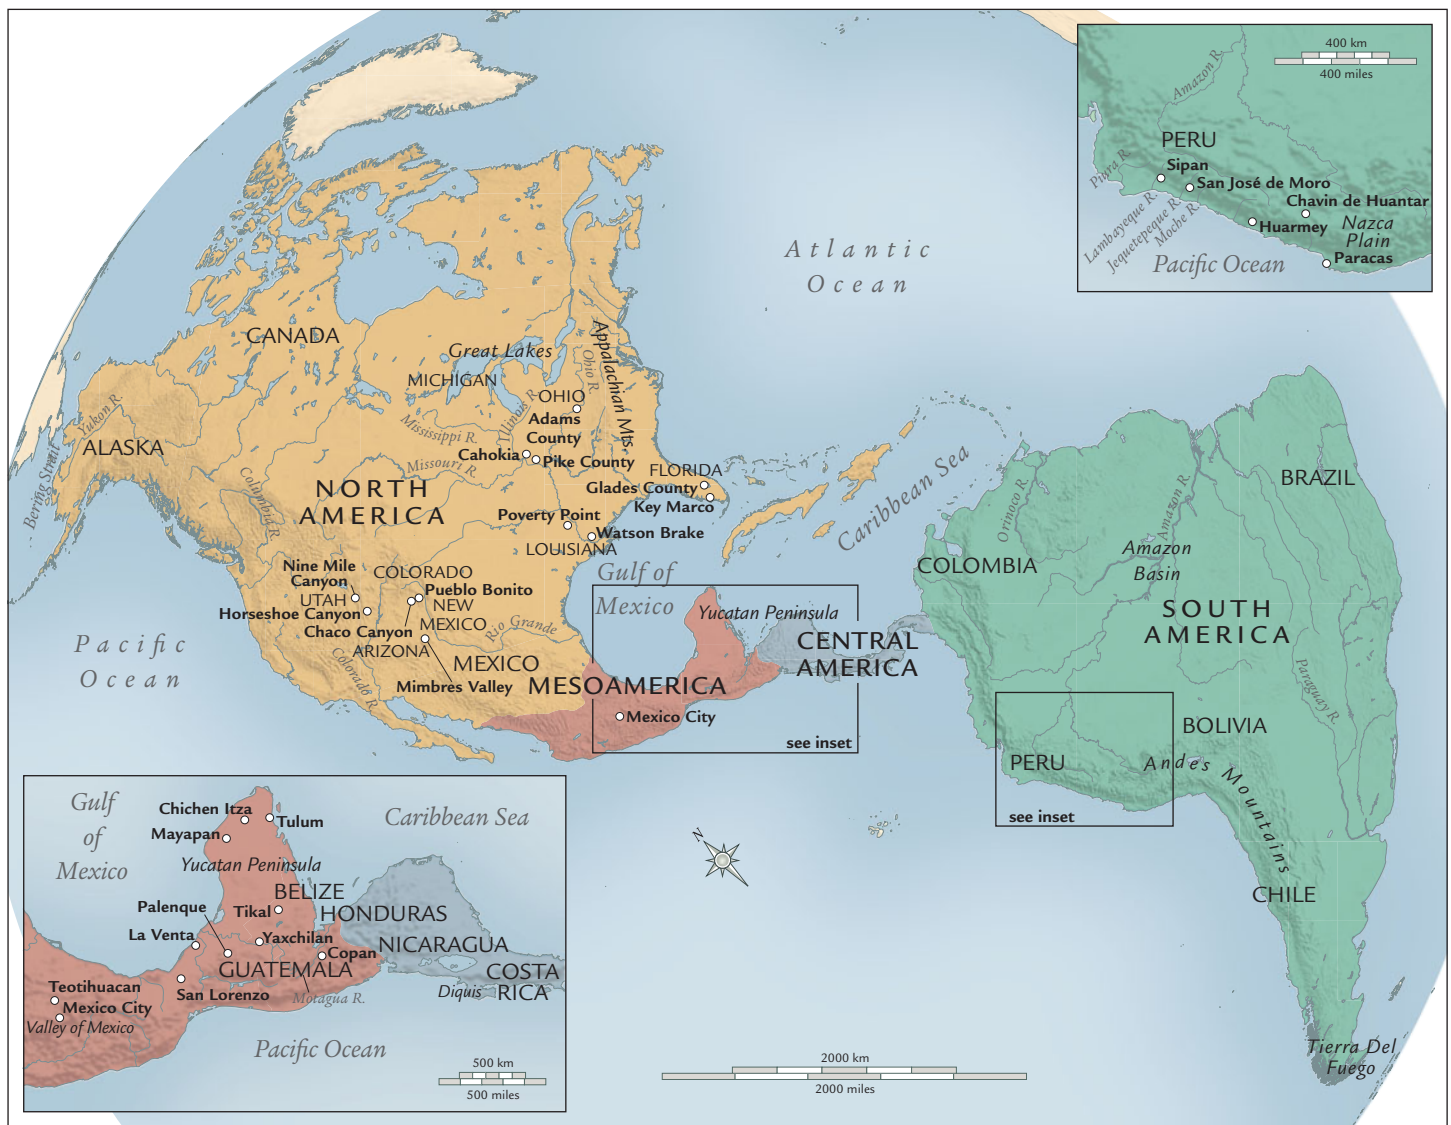 400 km
400 miles
Amazon R.
PERU
Piura R.
Sipan
San José de Moro
Chavin de Huantar
Lambayeque R.
Jequetepeque R.
Moche R.
Huarmey
Nazca
Plain
Paracas
Pacific Ocean
Atlantic
Ocean
CANADA
Great Lakes
MICHIGAN
Appalachian Mts.
Ohio R.
OHIO
Adams
County
Illinois R.
Mississippi R.
Yukon R.
ALASKA
Bering Strait
Cahokia
Pike County
Missouri R.
Columbia R.
NORTH
AMERICA
FLORIDA
Glades County
Key Marco
Poverty Point
Watson Brake
LOUISIANA
Caribbean Sea
Gulf of
Mexico
Nine Mile
Canyon
COLORADO
UTAH
Pueblo Bonito
Horseshoe Canyon
NEW
MEXICO
Chaco Canyon
ARIZONA
Rio Grande
Colorado R.
MEXICO
Mimbres Valley
MESOAMERICA
Mexico City
Yucatan Peninsula
CENTRAL
AMERICA
see inset
Pacific
Ocean
Orinoco R.
COLOMBIA
Amazon R.
Amazon
Basin
BRAZIL
SOUTH
AMERICA
Paraguay R.
BOLIVIA
PERU
Andes Mountains
see inset
CHILE
Tierra Del
Fuego
N
2000 km
2000 miles
Gulf
of
Mexico
Caribbean Sea
Chichen Itza
Tulum
Mayapan
Yucatan Peninsula
BELIZE
Palenque
Tikal
HONDURAS
La Venta
Yaxchilan
NICARAGUA
Copan
GUATEMALA
COSTA
RICA
Teotihuacan
San Lorenzo
Motagua R.
Diquis
Mexico City
Valley of Mexico
Pacific Ocean
500 km
500 miles